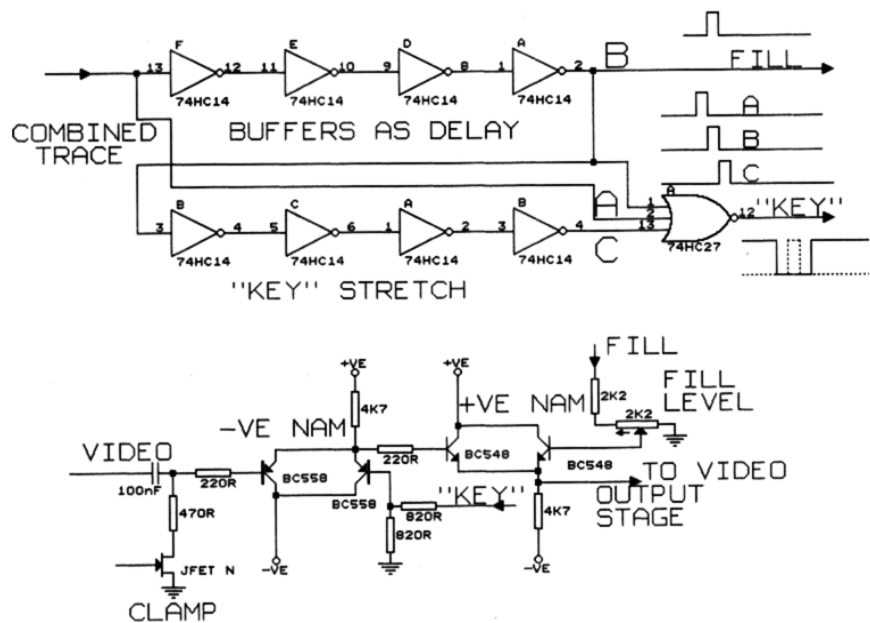 F E D A
13 12 11 10 9 8 1 2 B FILL
74HC14 74HC14 74HC14 74HC14
COMBINED TRACE
BUFFERS AS DELAY
A
B
C
B C A B A A
3 4 5 6 1 2 3 4 1 2 13 12 "KEY"
74HC14 74HC14 74HC14 74HC14 C 74HC27
"KEY" STRETCH
FILL
+VE +VE
2K2 FILL LEVEL
4K7 +VE NAM 2K2
-VE NAM
VIDEO 220R BC548 BC548
100nF 220R BC558 BC558 "KEY" TO VIDEO OUTPUT STAGE
470R 820R 820R 4K7
JFET N -VE -VE
CLAMP